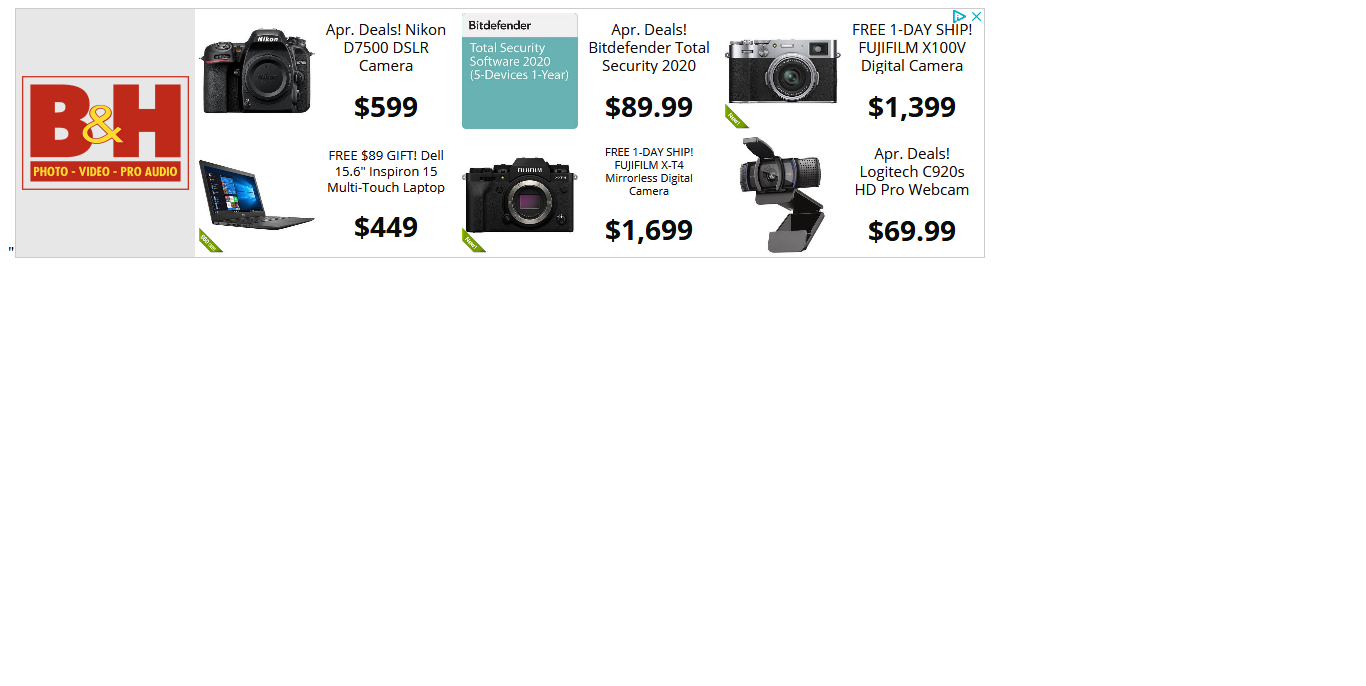 B&H
PHOTO - VIDEO - PRO AUDIO
Nikon
Apr. Deals! Nikon
D7500 DSLR
Camera
$599
Bitdefender
Total Security
Software 2020
(5-Devices 1-Year)
Apr. Deals!
Bitdefender Total
Security 2020
$89.99
New!
FREE 1-DAY SHIP!
FUJIFILM X100V
Digital Camera
$1,399
FREE $89 GIFT! Dell
15.6" Inspiron 15
Multi-Touch Laptop
$449
FUJIFILM
New!
FREE 1-DAY SHIP!
FUJIFILM X-T4
Mirrorless Digital
Camera
$1,699
Apr. Deals!
Logitech C920s
HD Pro Webcam
$69.99
"